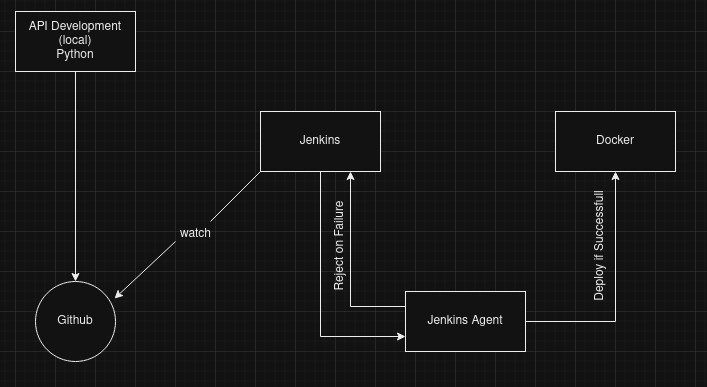 API Development
(local)
Python
Jenkins
Docker
watch
Reject on Failure
Deploy if Successfull
Github
Jenkins Agent